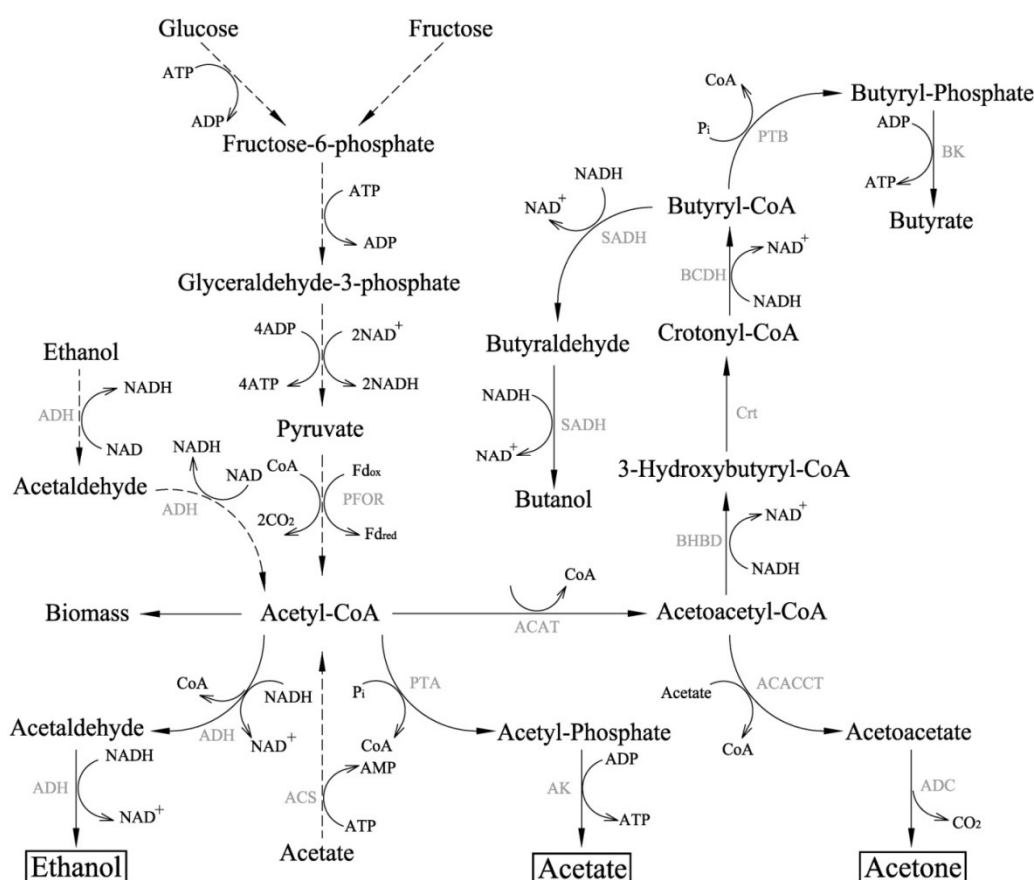 Glucose
Fructose
ATP
ADP
Fructose-6-phosphate
ATP
ADP
Glyceraldehyde-3-phosphate
4ADP
2NAD+
4ATP
2NADH
Pyruvate
CoA
Fdox
PFOR
2CO2
Fdred
Ethanol
NADH
ADH
NAD
Acetaldehyde
NADH
NAD
ADH
Biomass
Acetyl-CoA
CoA
ACAT
Acetoacetyl-CoA
CoA
NADH
ADH
NAD+
Acetaldehyde
NADH
ADH
NAD+
Ethanol
AMP
ACS
ATP
Acetate
Pi
PTA
CoA
Acetyl-Phosphate
ADP
AK
ATP
Acetate
Acetate
ACACCT
CoA
Acetoacetate
ADC
CO2
Acetone
NAD+
BHBD
NADH
3-Hydroxybutyryl-CoA
Crt
Crotonyl-CoA
NAD+
BCDH
NADH
Butyryl-CoA
NADH
NAD+
SADH
Butyraldehyde
NADH
SADH
NAD+
Butanol
CoA
Pi
PTB
Butyryl-Phosphate
ADP
BK
ATP
Butyrate